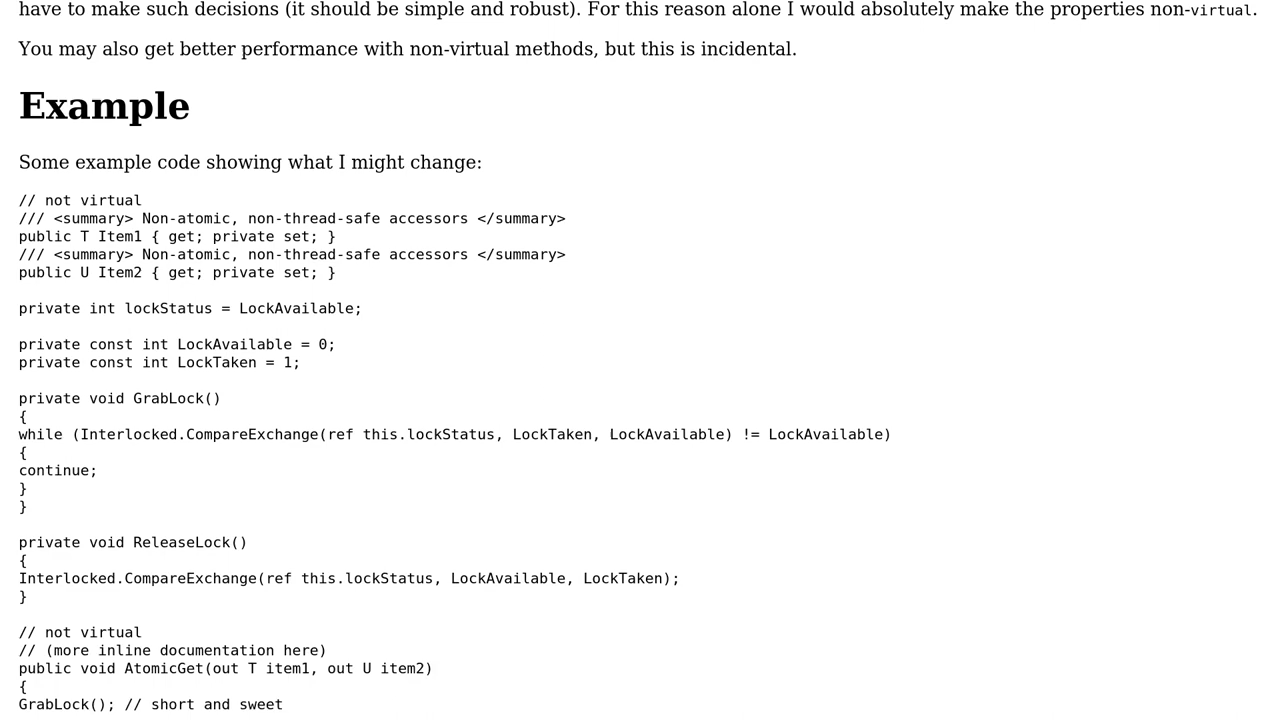 have to make such decisions (it should be simple and robust). For this reason alone I would absolutely make the properties non-virtual.
You may also get better performance with non-virtual methods, but this is incidental.
Example
Some example code showing what I might change:
// not virtual
/// <summary> Non-atomic, non-thread-safe accessors </summary>
public T Item1 { get; private set; }
/// <summary> Non-atomic, non-thread-safe accessors </summary>
public U Item2 { get; private set; }
private int lockStatus = LockAvailable;
private const int LockAvailable = 0;
private const int LockTaken = 1;
private void GrabLock()
{
while (Interlocked.CompareExchange(ref this.lockStatus, LockTaken, LockAvailable) != LockAvailable)
{
continue;
}
}
private void ReleaseLock()
{
Interlocked.CompareExchange(ref this.lockStatus, LockAvailable, LockTaken);
}
// not virtual
// (more inline documentation here)
public void AtomicGet(out T item1, out U item2)
{
GrabLock(); // short and sweet